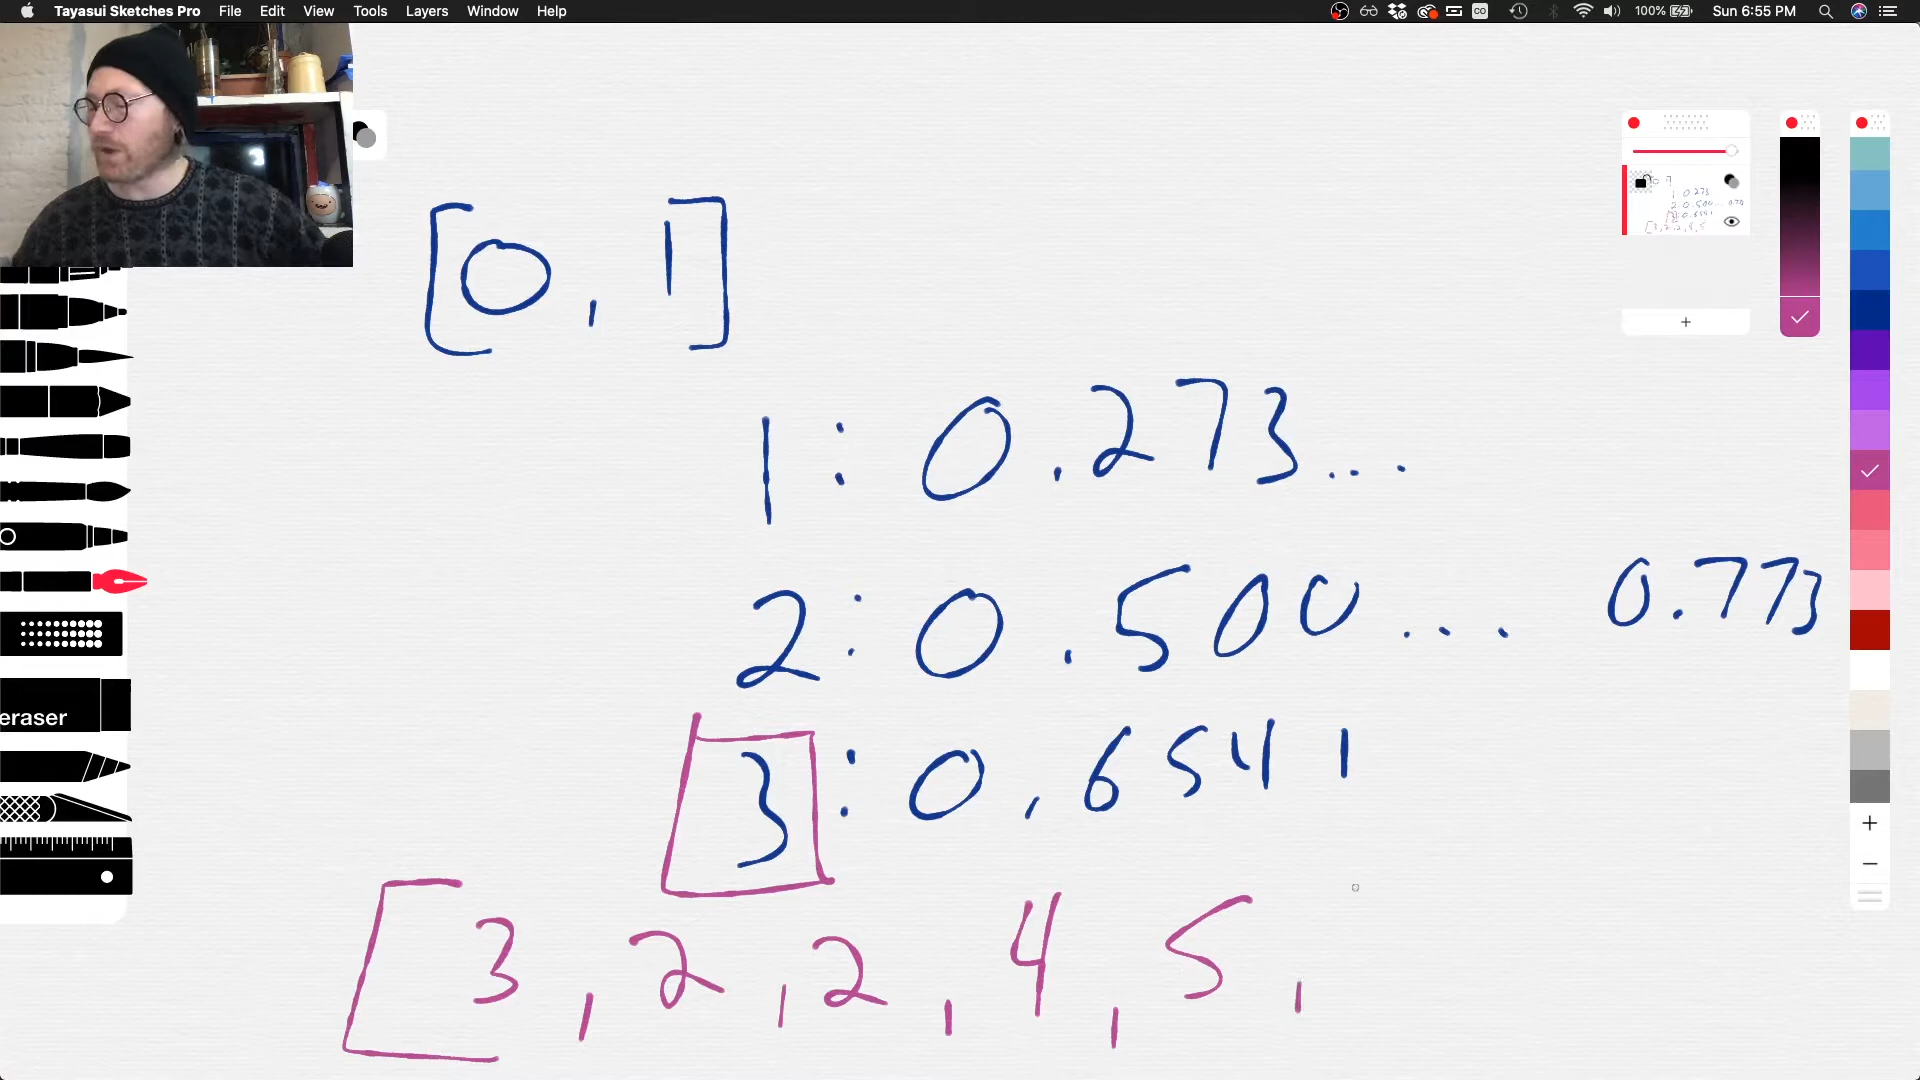 Tayasui Sketches Pro File Edit View Tools Layers Window Help 100% Sun 6:55 PM
[0, 1]
1: 0.273...
2: 0.500... 0.773
3: 0.6541
[3, 2, 2, 4, 5,
eraser